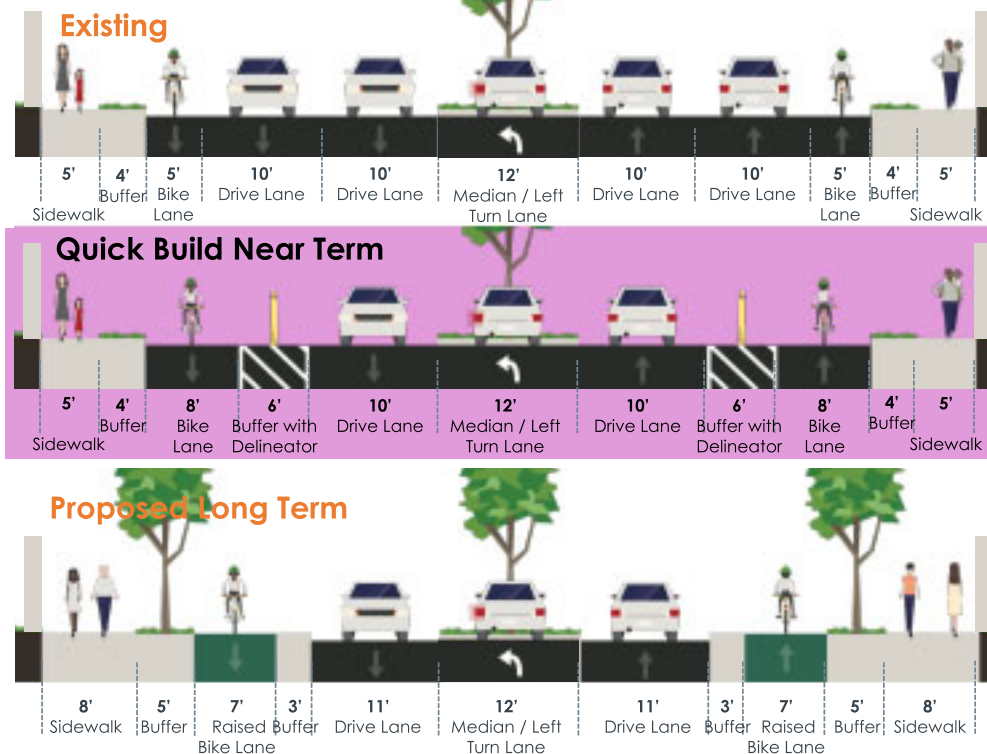 Existing
5’ 4’ 5’ 10’ 10’ 12’ 10’ 10’ 5’ 4’ 5’
Buffer Bike Drive Lane Drive Lane Median / Left Drive Lane Drive Lane Bike Buffer
Sidewalk Lane Turn Lane Lane Sidewalk
Quick Build Near Term
5’ 4’ 8’ 6’ 10’ 12’ 10’ 6’ 8’ 4’ 5’
Buffer Bike Buffer with Drive Lane Median / Left Drive Lane Buffer with Bike Buffer
Sidewalk Lane Delineator Turn Lane Delineator Lane Sidewalk
Proposed Long Term
8’ 5’ 7’ 3’ 11’ 12’ 11’ 3’ 7’ 5’ 8’
Sidewalk Buffer Raised Buffer Drive Lane Median / Left Drive Lane Buffer Raised Buffer Sidewalk
Bike Lane Turn Lane Bike Lane